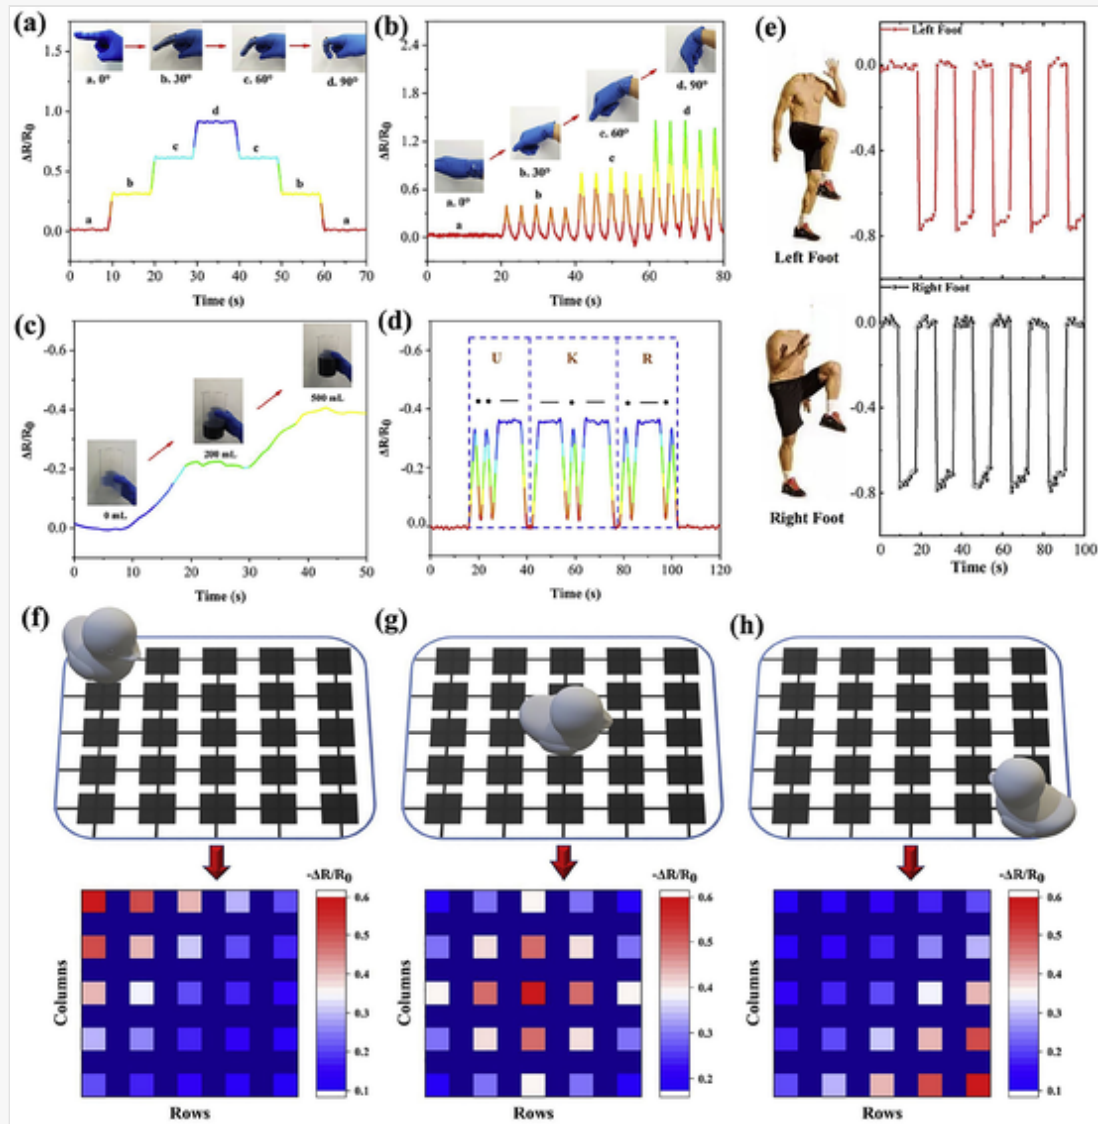 (a)
1.5
1.0
0.5
0.0
ΔR/R0
a. 0°
b. 30°
c. 60°
d. 90°
a
b
c
d
c
b
a
0 10 20 30 40 50 60 70
Time (s)
(b)
2.4
1.8
1.2
0.6
0.0
ΔR/R0
a. 0°
b. 30°
c. 60°
d. 90°
a
b
c
d
0 10 20 30 40 50 60 70 80
Time (s)
(e)
Left Foot
0.0
-0.8
Left Foot
Right Foot
0.0
-0.4
-0.8
Right Foot
0 20 40 60 80 100
Time (s)
(c)
-0.6
-0.4
-0.2
0.0
ΔR/R0
0 mL
200 mL
500 mL
0 10 20 30 40 50
Time (s)
(d)
-0.6
-0.4
-0.2
0.0
ΔR/R0
U K R
0 20 40 60 80 100 120
Time (s)
(f)
(g)
(h)
-ΔR/R0
0.6
0.5
0.4
0.3
0.2
0.1
Columns
Rows
-ΔR/R0
0.6
0.5
0.4
0.3
0.2
Columns
Rows
-ΔR/R0
0.6
0.5
0.4
0.3
0.2
0.1
Columns
Rows